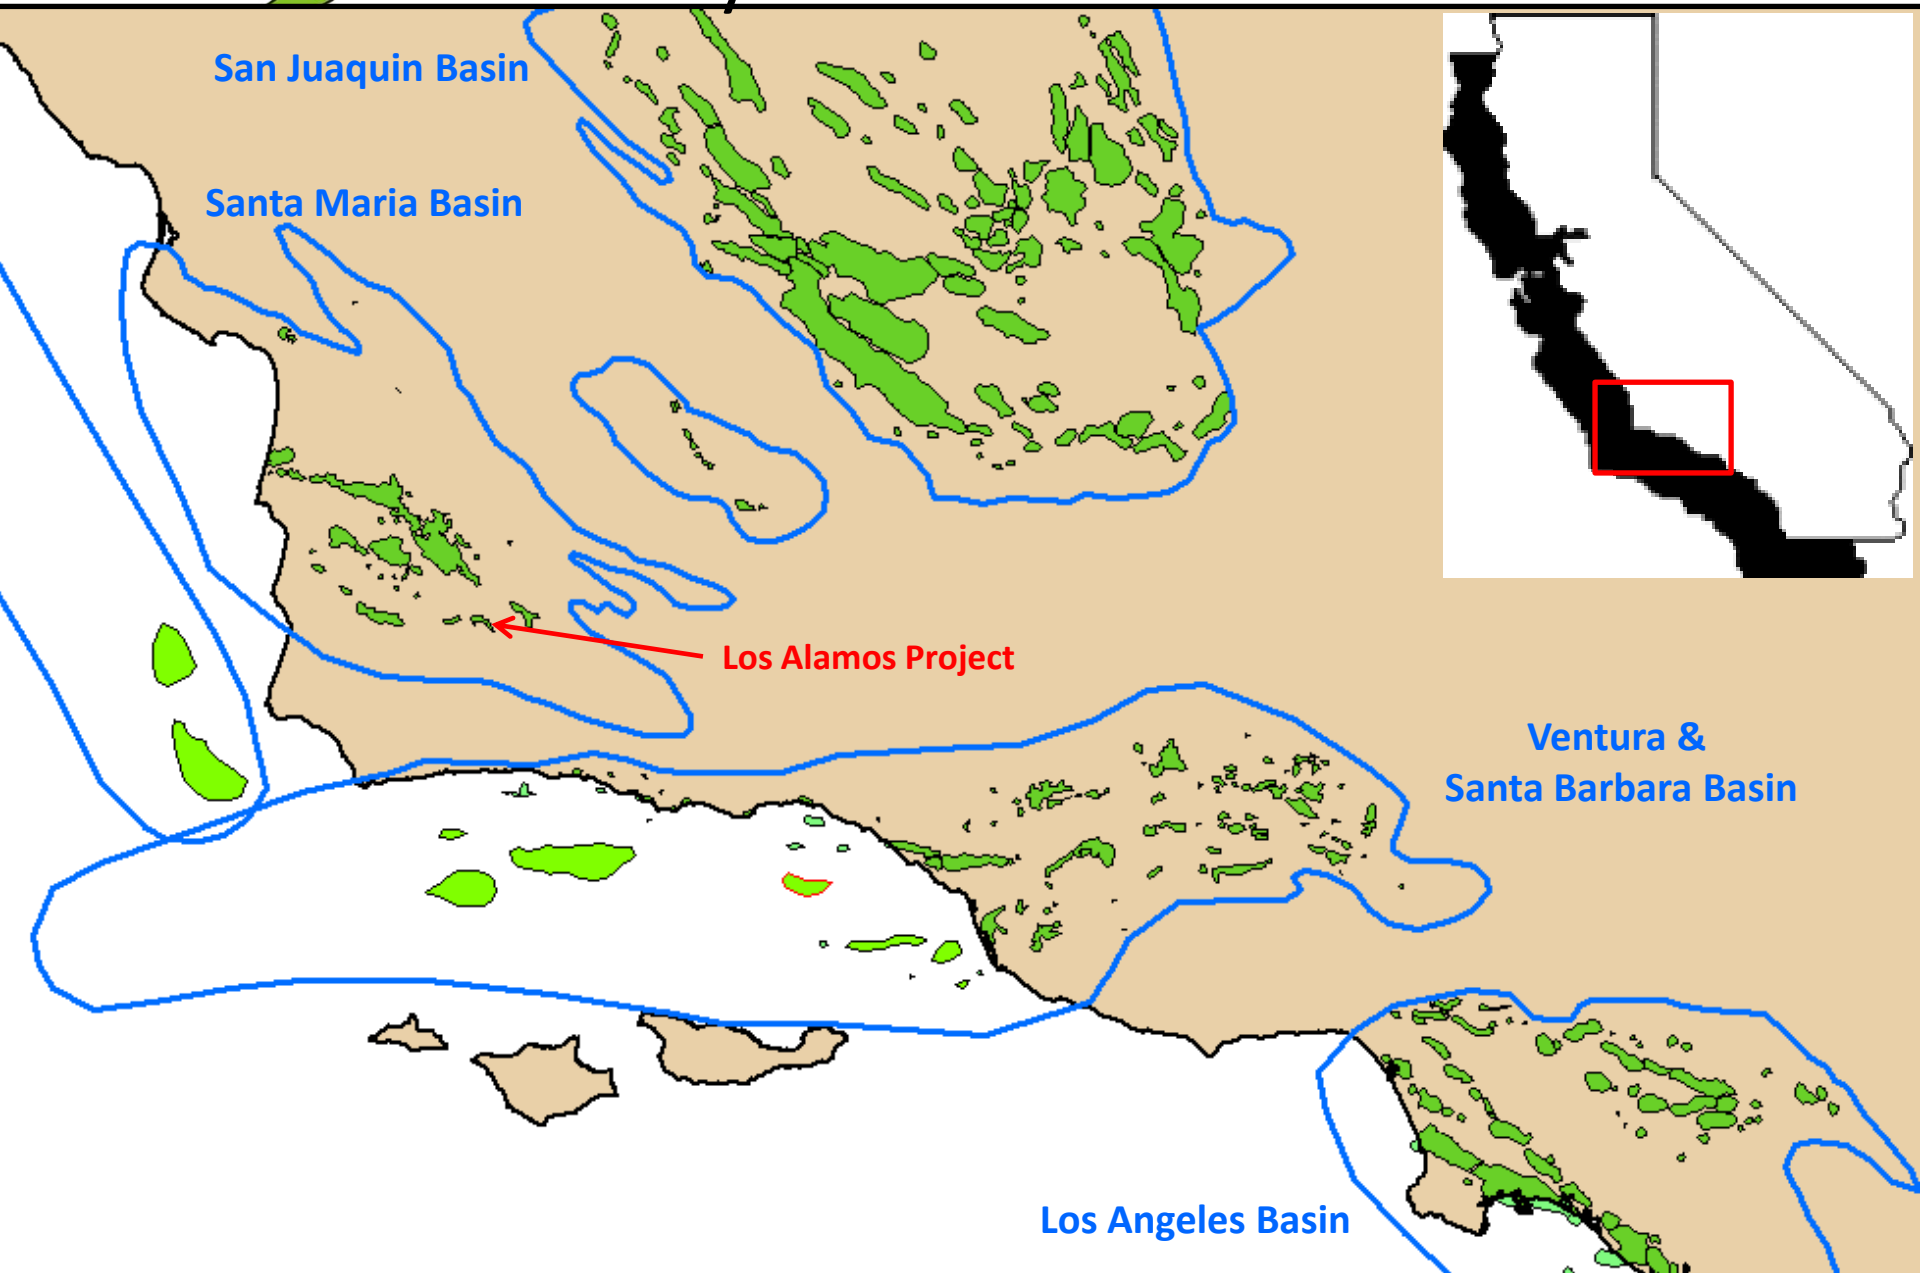 San Juaquin Basin
Santa Maria Basin
Los Alamos Project
Ventura &
Santa Barbara Basin
Los Angeles Basin